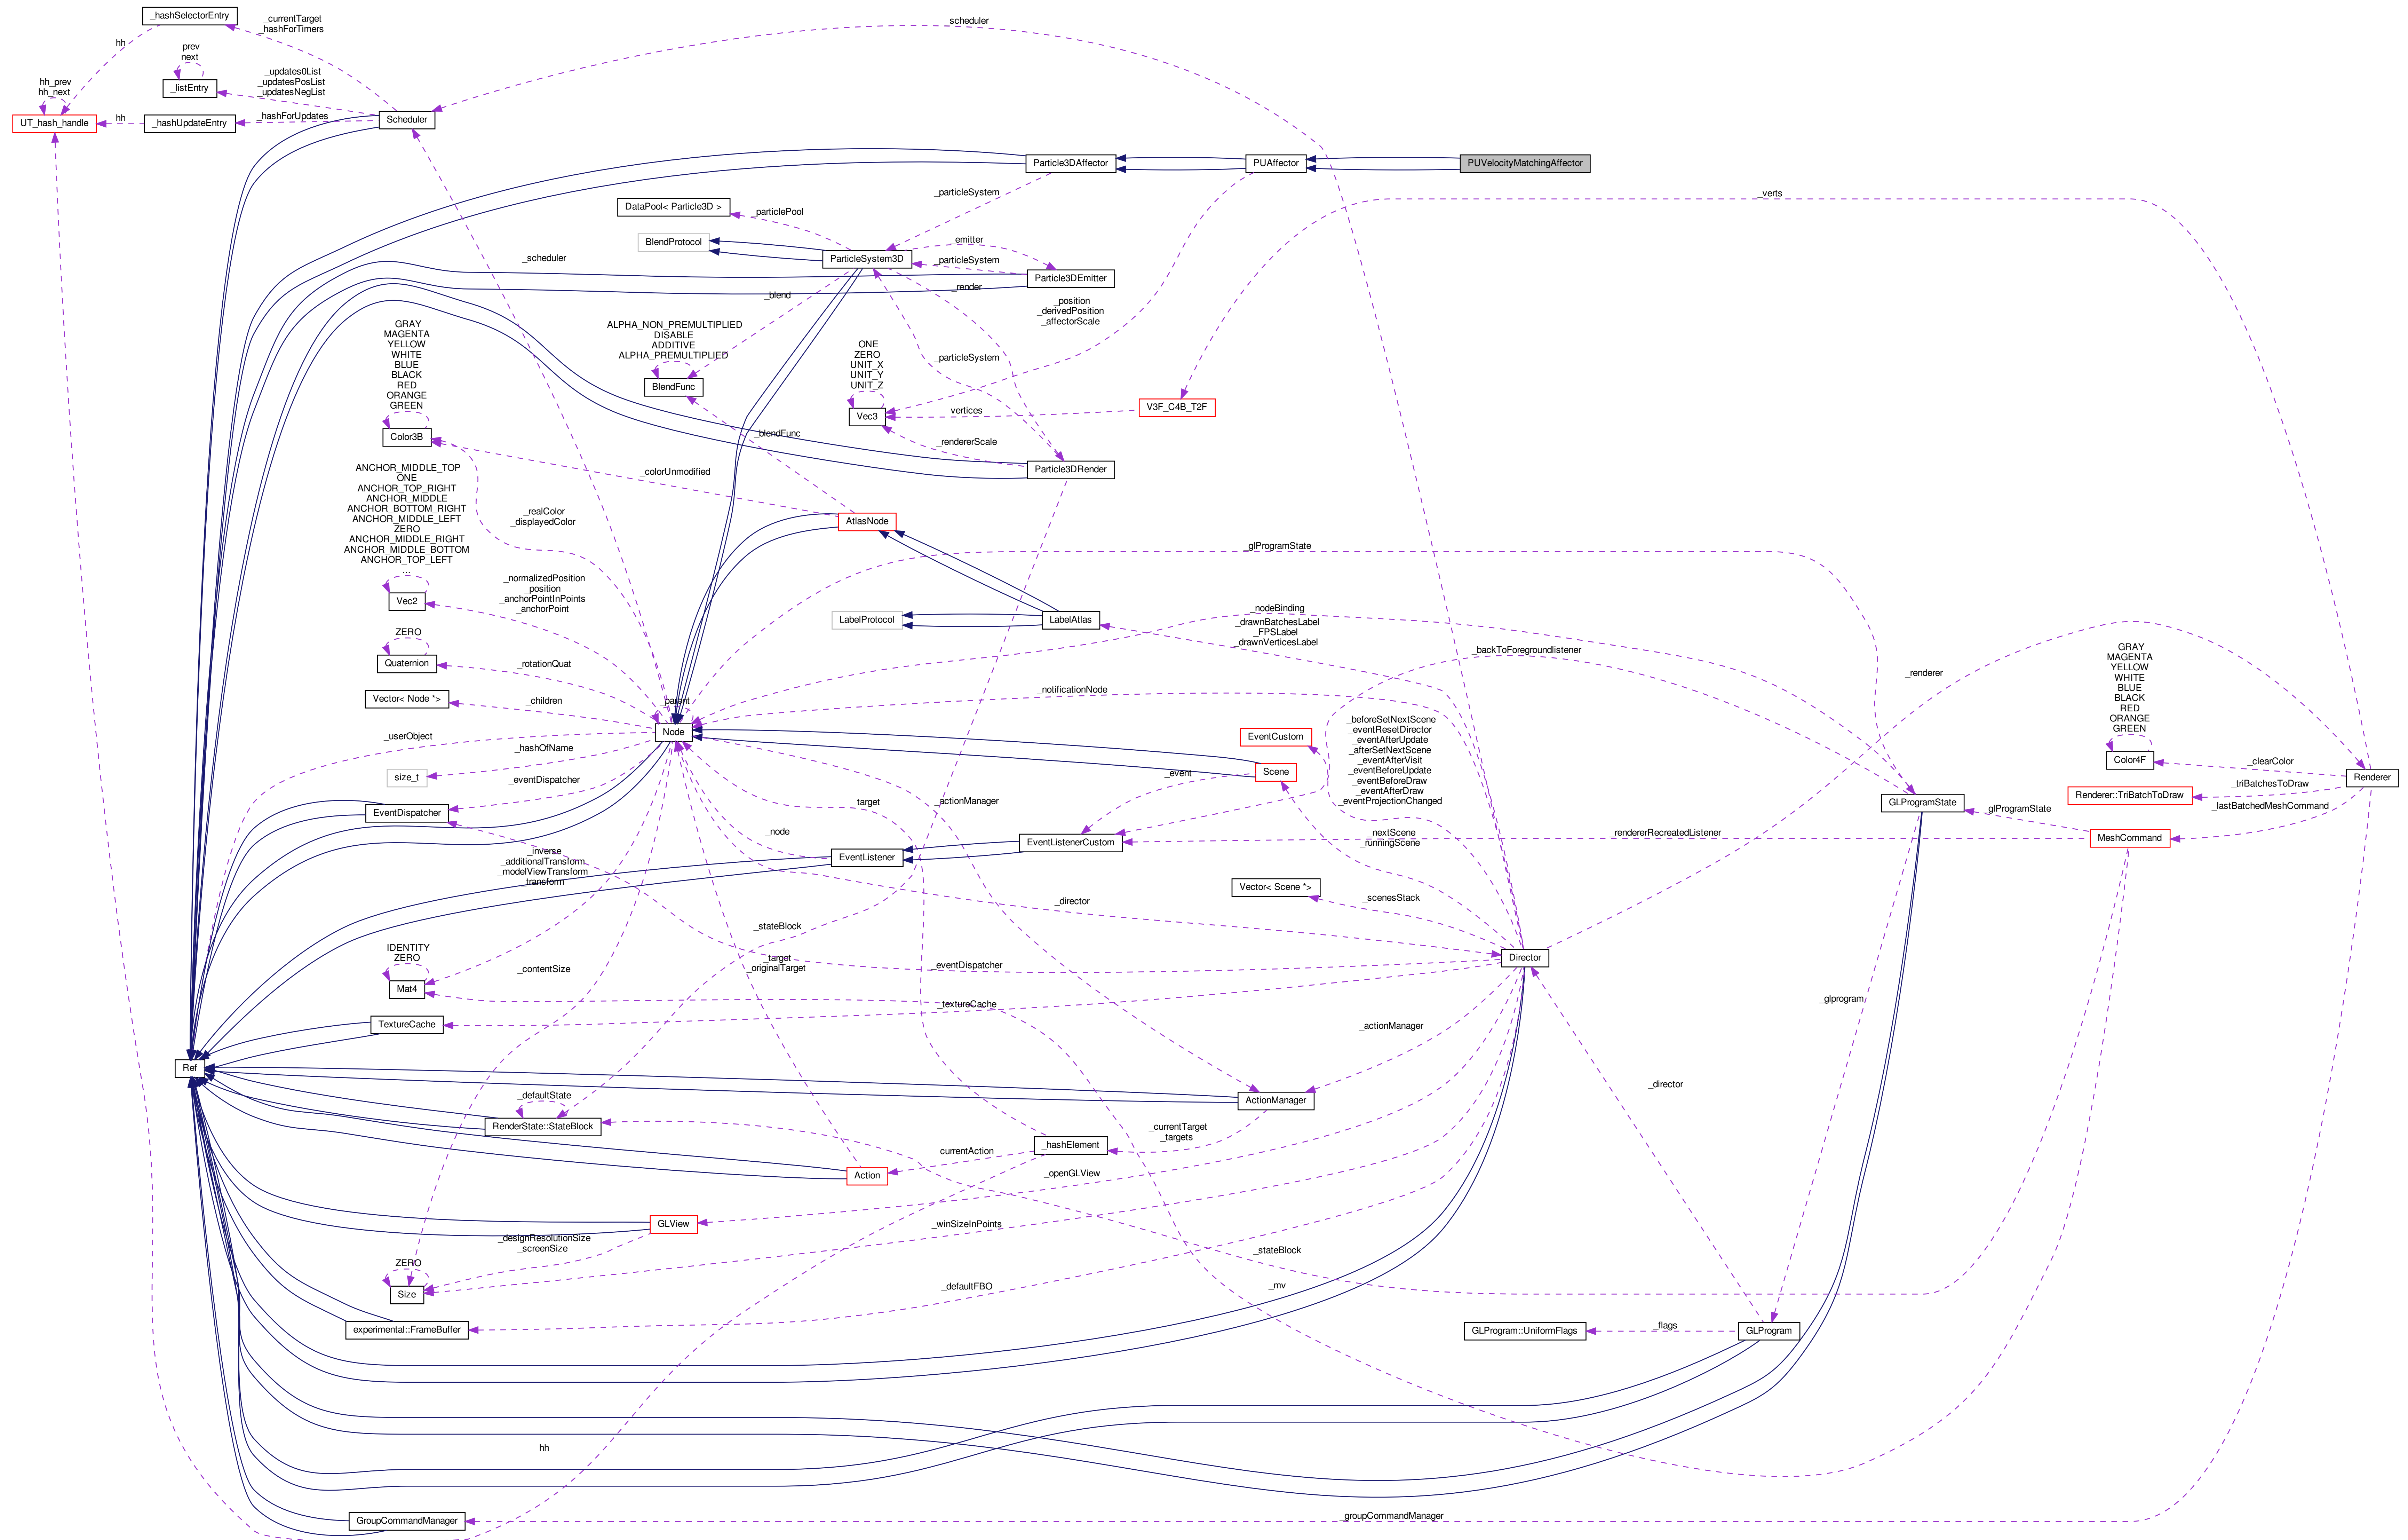 _hashSelectorEntry
_currentTarget
_hashForTimers
_scheduler
hh
prev
next
_listEntry
_updates0List
_updatesPosList
_updatesNegList
hh_prev
hh_next
UT_hash_handle
hh
_hashUpdateEntry
_hashForUpdates
Scheduler
Particle3DAffector
PUAffector
PUVelocityMatchingAffector
_particleSystem
_verts
DataPool< Particle3D >
_particlePool
BlendProtocol
_emitter
_scheduler
ParticleSystem3D
_particleSystem
Particle3DEmitter
_blend
_render
_position
_derivedPosition
_affectorScale
GRAY
MAGENTA
YELLOW
WHITE
BLUE
BLACK
RED
ORANGE
GREEN
Color3B
ALPHA_NON_PREMULTIPLIED
DISABLE
ADDITIVE
ALPHA_PREMULTIPLIED
BlendFunc
ONE
ZERO
UNIT_X
UNIT_Y
UNIT_Z
Vec3
_particleSystem
vertices
V3F_C4B_T2F
_blendFunc
_rendererScale
_colorUnmodified
Particle3DRender
ANCHOR_MIDDLE_TOP
ONE
ANCHOR_TOP_RIGHT
ANCHOR_MIDDLE
ANCHOR_BOTTOM_RIGHT
ANCHOR_MIDDLE_LEFT
ZERO
ANCHOR_MIDDLE_RIGHT
ANCHOR_MIDDLE_BOTTOM
ANCHOR_TOP_LEFT
...
Vec2
_realColor
_displayedColor
AtlasNode
_glProgramState
_normalizedPosition
_position
_anchorPointInPoints
_anchorPoint
LabelProtocol
LabelAtlas
_nodeBinding
_drawnBatchesLabel
_FPSLabel
_drawnVerticesLabel
ZERO
Quaternion
_rotationQuat
_backToForegroundlistener
_renderer
GRAY
MAGENTA
YELLOW
WHITE
BLUE
BLACK
RED
ORANGE
GREEN
Color4F
Vector< Node *>
_children
_parent
_notificationNode
Node
_userObject
_hashOfName
size_t
_eventDispatcher
EventCustom
_beforeSetNextScene
_eventResetDirector
_eventAfterUpdate
_afterSetNextScene
_eventAfterVisit
_eventBeforeUpdate
_eventBeforeDraw
_eventAfterDraw
_eventProjectionChanged
Scene
_event
_clearColor
Renderer
_triBatchesToDraw
Renderer::TriBatchToDraw
_lastBatchedMeshCommand
EventDispatcher
target
_actionManager
GLProgramState
_glProgramState
MeshCommand
_node
EventListener
EventListenerCustom
_nextScene
_runningScene
_rendererRecreatedListener
_inverse
_additionalTransform
_modelViewTransform
_transform
Vector< Scene *>
_scenesStack
_director
_stateBlock
IDENTITY
ZERO
Mat4
_contentSize
_target
_originalTarget
_eventDispatcher
Director
_textureCache
_glprogram
TextureCache
_actionManager
Ref
_defaultState
RenderState::StateBlock
ActionManager
_director
_hashElement
_currentTarget
_targets
currentAction
Action
_openGLView
GLView
_winSizeInPoints
_designResolutionSize
_screenSize
ZERO
Size
_stateBlock
_defaultFBO
_mv
experimental::FrameBuffer
GLProgram::UniformFlags
_flags
GLProgram
hh
GroupCommandManager
_groupCommandManager